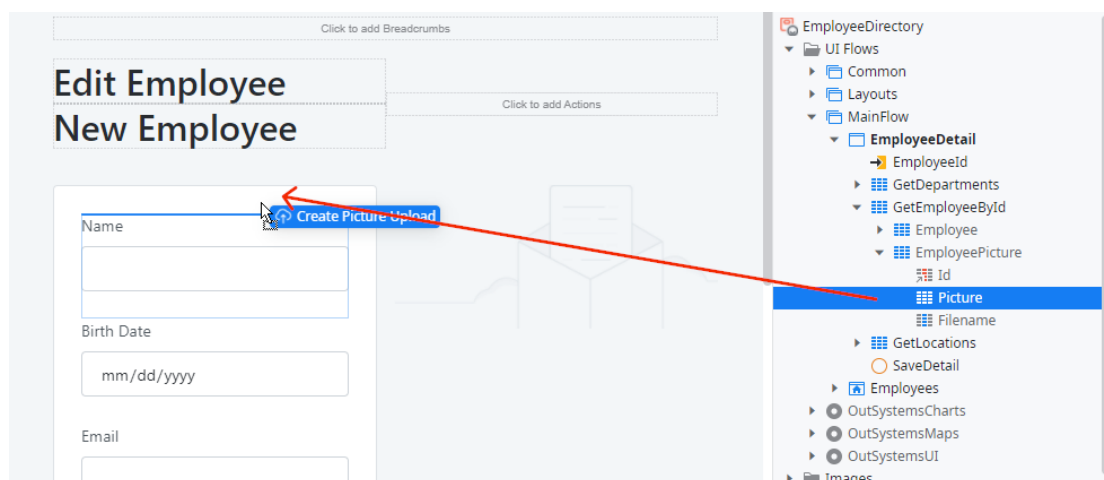 Click to add Breadcrumbs
Edit Employee
New Employee
Click to add Actions
Create Picture Upload
Name
Birth Date
mm/dd/yyyy
Email
EmployeeDirectory
UI Flows
Common
Layouts
MainFlow
EmployeeDetail
EmployeeId
GetDepartments
GetEmployeeById
Employee
EmployeePicture
Id
Picture
Filename
GetLocations
SaveDetail
Employees
OutSystemsCharts
OutSystemsMaps
OutSystemsUI
Images